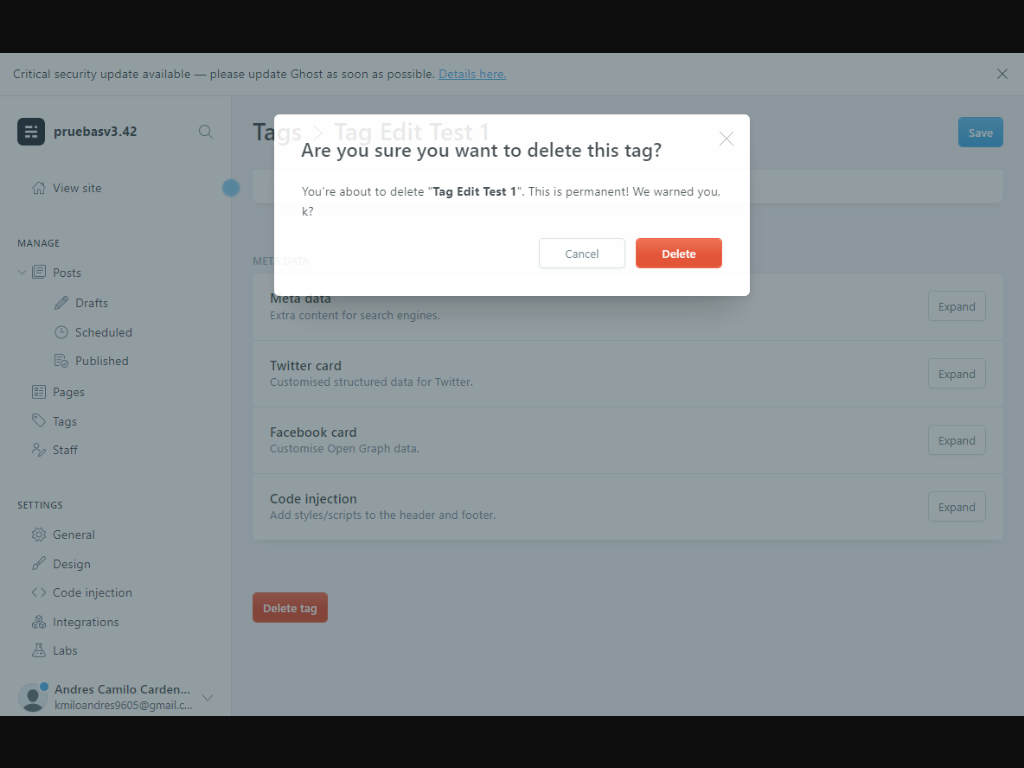 Critical security update available — please update Ghost as soon as possible. Details here.
pruebasv3.42
View site
MANAGE
Posts
Drafts
Scheduled
Published
Pages
Tags
Staff
SETTINGS
General
Design
Code injection
Integrations
Labs
Andres Camilo Carden...
kmiloandres9605@gmail.c...
Tags > Tag Edit Test 1
Save
Are you sure you want to delete this tag?
You're about to delete "Tag Edit Test 1". This is permanent! We warned you,
k?
Cancel
Delete
META DATA
Meta data
Extra content for search engines.
Expand
Twitter card
Customised structured data for Twitter.
Expand
Facebook card
Customise Open Graph data.
Expand
Code injection
Add styles/scripts to the header and footer.
Expand
Delete tag